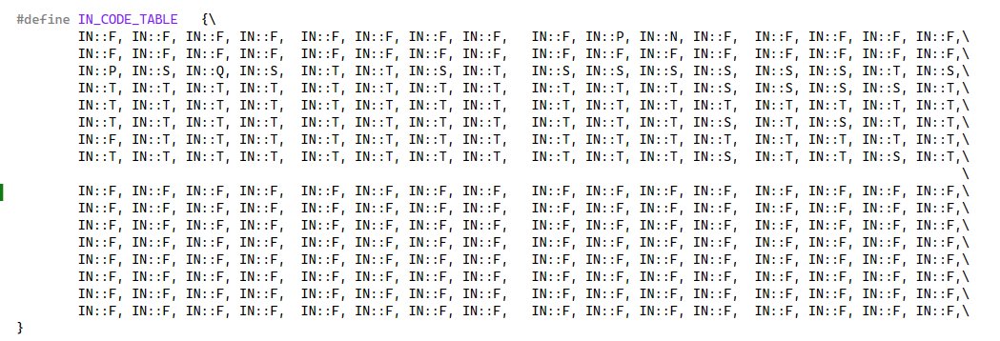 #define IN_CODE_TABLE   {\
IN::F, IN::F, IN::F, IN::F,  IN::F, IN::F, IN::F, IN::F,   IN::F, IN::P, IN::N, IN::F,  IN::F, IN::F, IN::F, IN::F,\
IN::F, IN::F, IN::F, IN::F,  IN::F, IN::F, IN::F, IN::F,   IN::F, IN::F, IN::F, IN::F,  IN::F, IN::F, IN::F, IN::F,\
IN::P, IN::S, IN::Q, IN::S,  IN::T, IN::T, IN::S, IN::T,   IN::S, IN::S, IN::S, IN::S,  IN::S, IN::S, IN::T, IN::S,\
IN::T, IN::T, IN::T, IN::T,  IN::T, IN::T, IN::T, IN::T,   IN::T, IN::T, IN::T, IN::S,  IN::S, IN::S, IN::S, IN::T,\
IN::T, IN::T, IN::T, IN::T,  IN::T, IN::T, IN::T, IN::T,   IN::T, IN::T, IN::T, IN::T,  IN::T, IN::T, IN::T, IN::T,\
IN::T, IN::T, IN::T, IN::T,  IN::T, IN::T, IN::T, IN::T,   IN::T, IN::T, IN::T, IN::S,  IN::T, IN::S, IN::T, IN::T,\
IN::F, IN::T, IN::T, IN::T,  IN::T, IN::T, IN::T, IN::T,   IN::T, IN::T, IN::T, IN::T,  IN::T, IN::T, IN::T, IN::T,\
IN::T, IN::T, IN::T, IN::T,  IN::T, IN::T, IN::T, IN::T,   IN::T, IN::T, IN::T, IN::S,  IN::T, IN::T, IN::S, IN::T,\
\
IN::F, IN::F, IN::F, IN::F,  IN::F, IN::F, IN::F, IN::F,   IN::F, IN::F, IN::F, IN::F,  IN::F, IN::F, IN::F, IN::F,\
IN::F, IN::F, IN::F, IN::F,  IN::F, IN::F, IN::F, IN::F,   IN::F, IN::F, IN::F, IN::F,  IN::F, IN::F, IN::F, IN::F,\
IN::F, IN::F, IN::F, IN::F,  IN::F, IN::F, IN::F, IN::F,   IN::F, IN::F, IN::F, IN::F,  IN::F, IN::F, IN::F, IN::F,\
IN::F, IN::F, IN::F, IN::F,  IN::F, IN::F, IN::F, IN::F,   IN::F, IN::F, IN::F, IN::F,  IN::F, IN::F, IN::F, IN::F,\
IN::F, IN::F, IN::F, IN::F,  IN::F, IN::F, IN::F, IN::F,   IN::F, IN::F, IN::F, IN::F,  IN::F, IN::F, IN::F, IN::F,\
IN::F, IN::F, IN::F, IN::F,  IN::F, IN::F, IN::F, IN::F,   IN::F, IN::F, IN::F, IN::F,  IN::F, IN::F, IN::F, IN::F,\
IN::F, IN::F, IN::F, IN::F,  IN::F, IN::F, IN::F, IN::F,   IN::F, IN::F, IN::F, IN::F,  IN::F, IN::F, IN::F, IN::F,\
IN::F, IN::F, IN::F, IN::F,  IN::F, IN::F, IN::F, IN::F,   IN::F, IN::F, IN::F, IN::F,  IN::F, IN::F, IN::F, IN::F,\
}